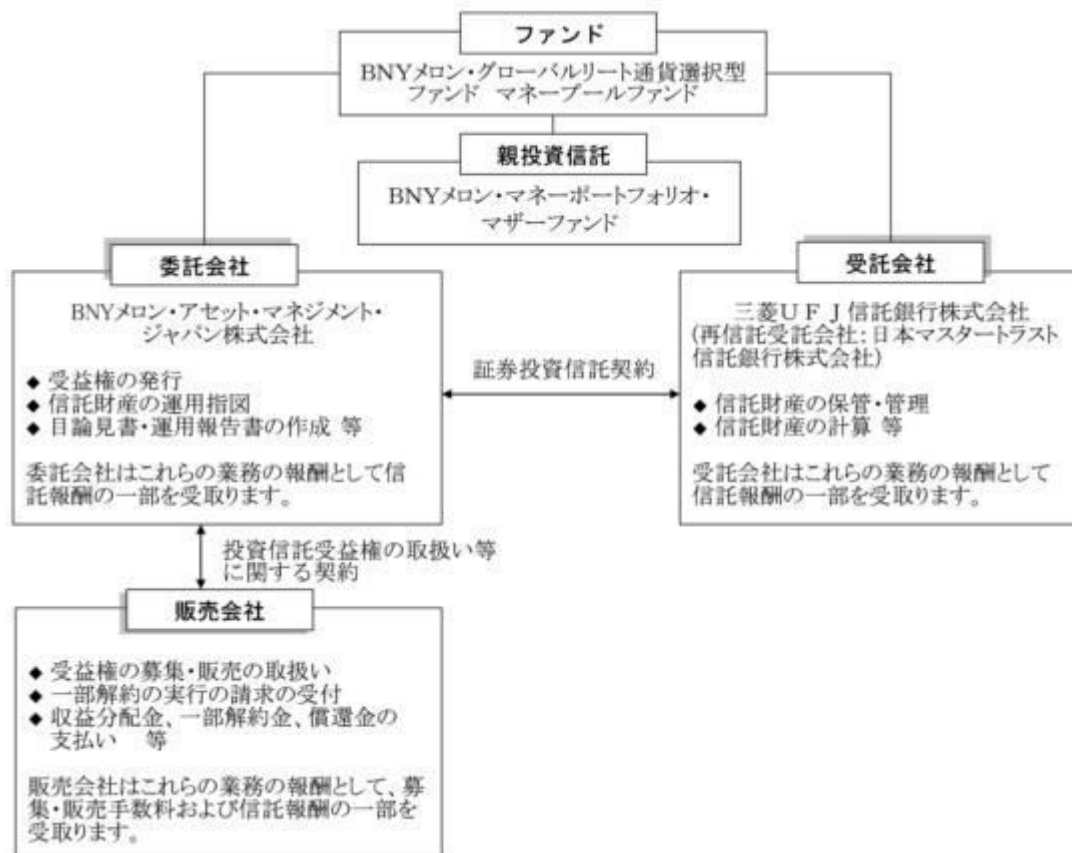 ファンド
BNYメロン・グローバルリート通貨選択型
ファンド マネープールファンド
親投資信託
BNYメロン・マネーポートフォリオ・
マザーファンド
委託会社
BNYメロン・アセット・マネジメント・
ジャパン株式会社
◆ 受益権の発行
◆ 信託財産の運用指図
◆ 目論見書・運用報告書の作成 等
委託会社はこれらの業務の報酬として信
託報酬の一部を受取ります。
証券投資信託契約
受託会社
三菱UFJ信託銀行株式会社
(再信託受託会社:日本マスタートラスト
信託銀行株式会社)
◆ 信託財産の保管・管理
◆ 信託財産の計算 等
受託会社はこれらの業務の報酬として
信託報酬の一部を受取ります。
投資信託受益権の取扱い等
に関する契約
販売会社
◆ 受益権の募集・販売の取扱い
◆ 一部解約の実行の請求の受付
◆ 収益分配金、一部解約金、償還金の
支払い 等
販売会社はこれらの業務の報酬として、募
集・販売手数料および信託報酬の一部を
受取ります。